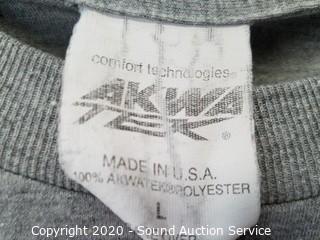 comfort technologies
AKWA
TEK®
MADE IN U.S.A.
100% AKWATEK®POLYESTER
L
Copyright 2020 - Sound Auction Service